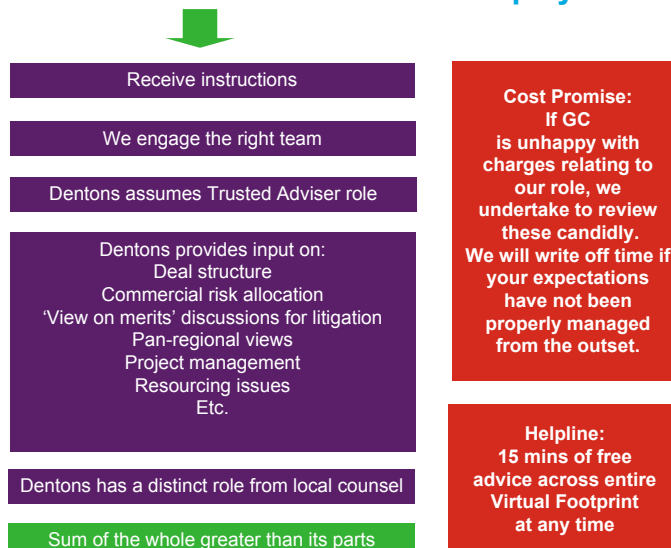 Receive instructions
We engage the right team
Dentons assumes Trusted Adviser role
Dentons provides input on:
Deal structure
Commercial risk allocation
‘View on merits’ discussions for litigation
Pan-regional views
Project management
Resourcing issues
Etc.
Dentons has a distinct role from local counsel
Sum of the whole greater than its parts
Cost Promise:
If GC
is unhappy with
charges relating to
our role, we
undertake to review
these candidly.
We will write off time if
your expectations
have not been
properly managed
from the outset.
Helpline:
15 mins of free
advice across entire
Virtual Footprint
at any time